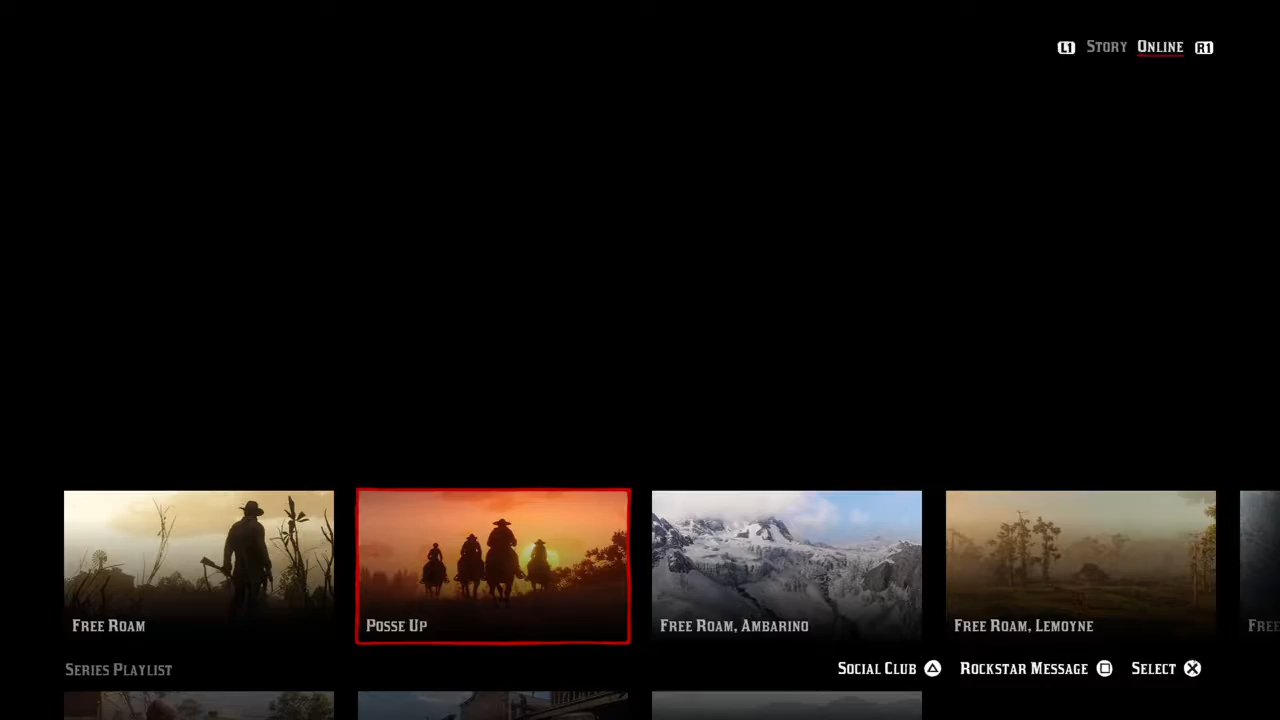 L1 Story Online R1
Free Roam
Posse Up
Free Roam, Ambarino
Free Roam, Lemoyne
Free
Series Playlist
Social Club
Rockstar Message
Select